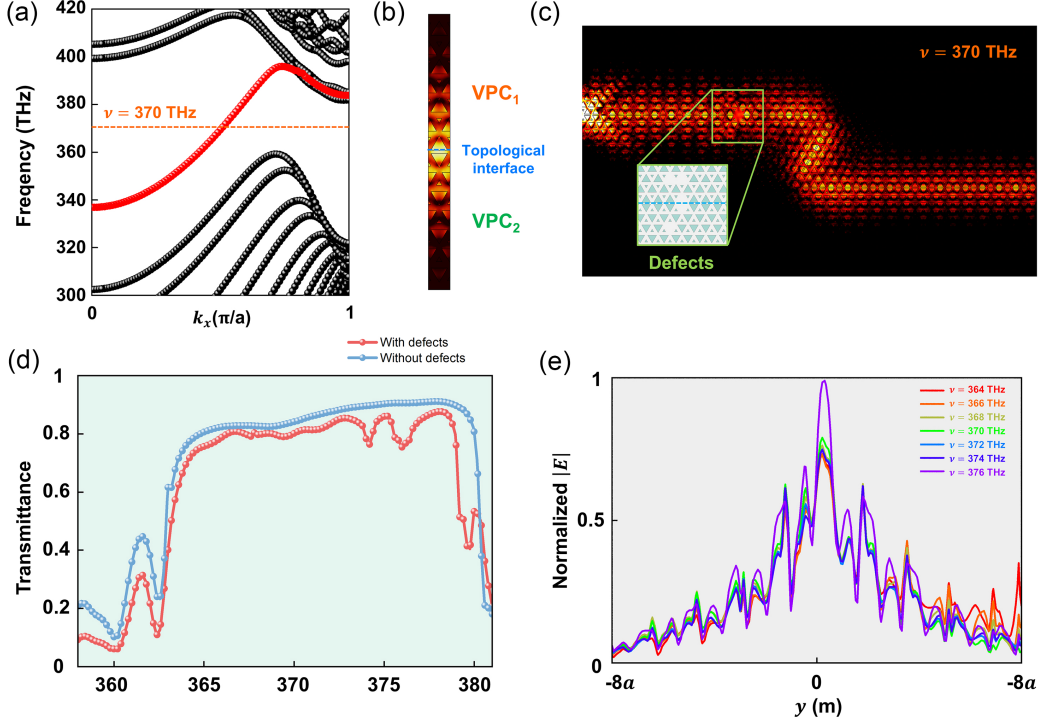 (a)
Frequency (THz)
420
400
380
360
340
320
300
ν = 370 THz
0
1
kₓ(π/a)
(b)
VPC₁
Topological
interface
VPC₂
(c)
ν = 370 THz
Defects
(d)
With defects
Without defects
Transmittance
1
0.8
0.6
0.4
0.2
0
360
365
370
375
380
(e)
Normalized |E|
1
0.5
0
ν = 364 THz
ν = 366 THz
ν = 368 THz
ν = 370 THz
ν = 372 THz
ν = 374 THz
ν = 376 THz
-8a
0
-8a
y (m)